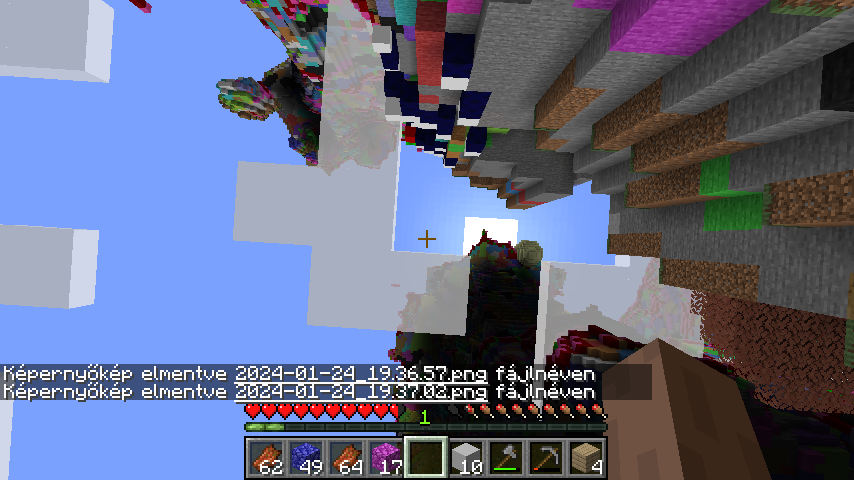 Képernyőkép elmentve 2024-01-24_19.36.57.png fájlnéven
Képernyőkép elmentve 2024-01-24_19.37.02.png fájlnéven
1
62 49 64 17 10 4